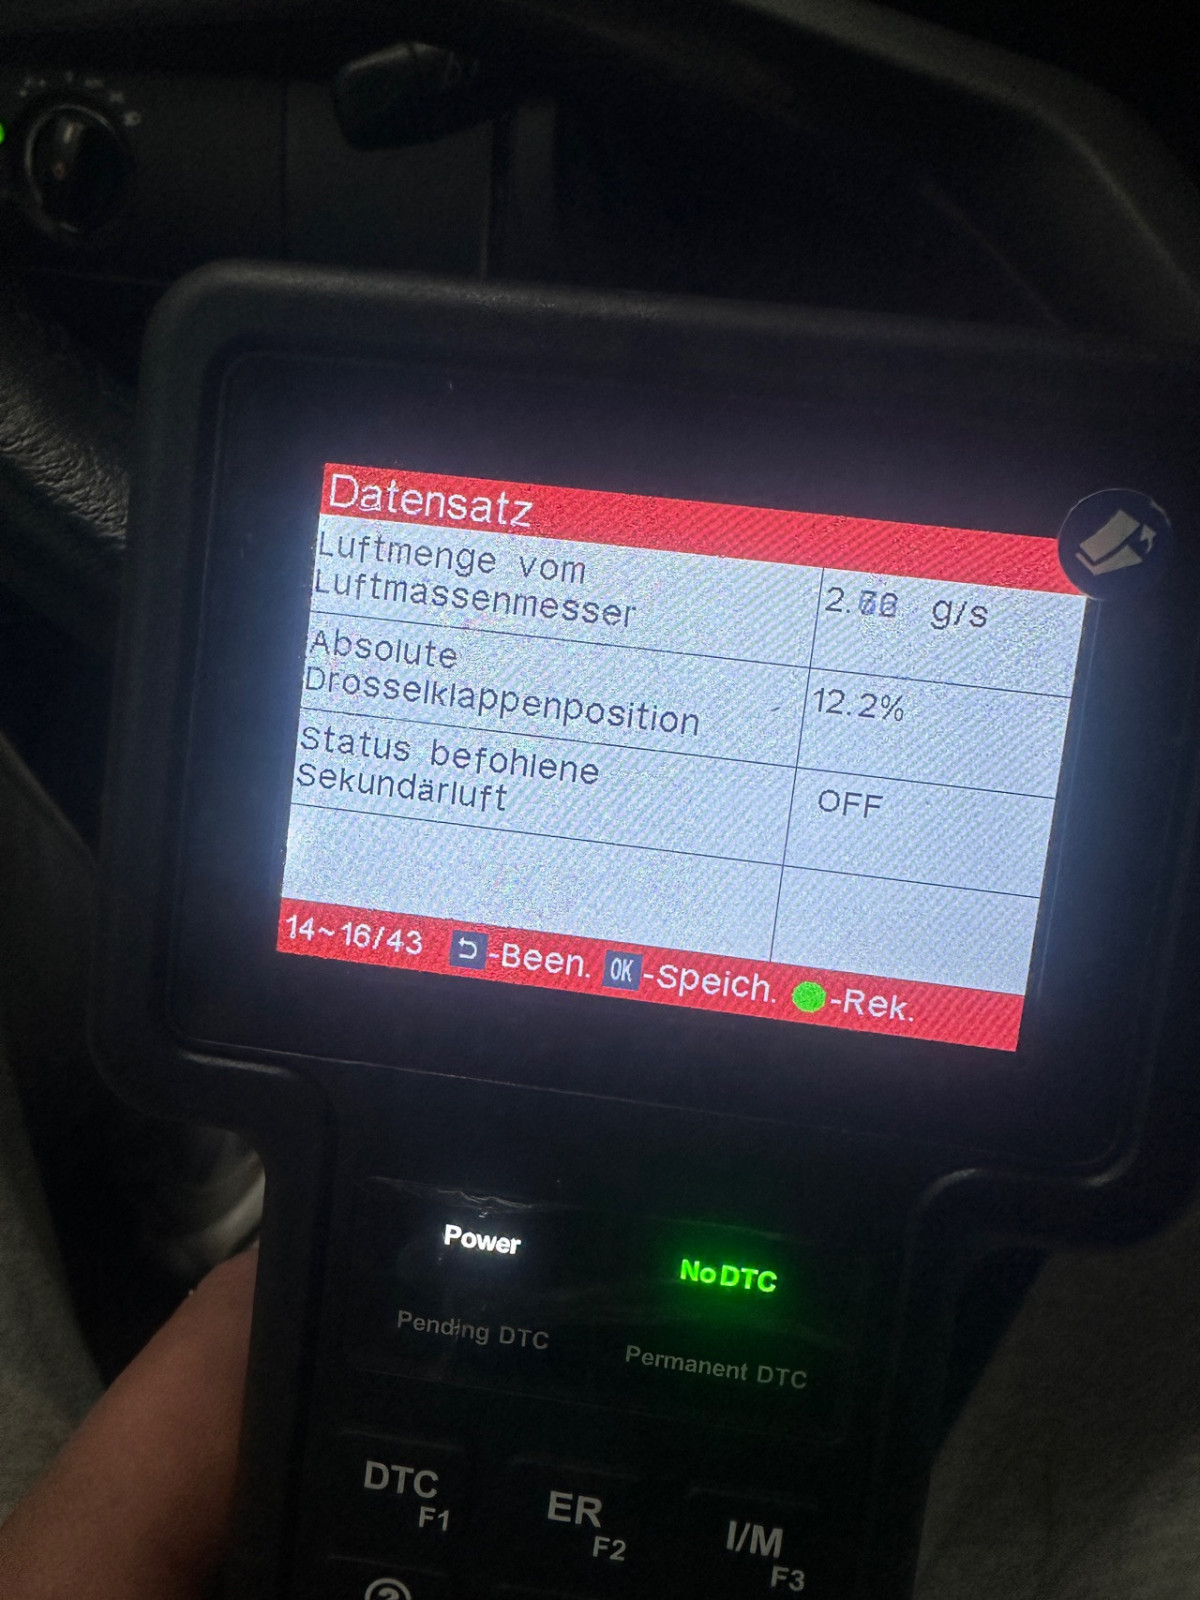 Datensatz
Luftmenge vom
Luftmassenmesser
g/s
Absolute
Drosselklappenposition
12.2%
Status befohlene
Sekundärluft
OFF
14~16/43 -Been. OK -Speich. -Rek.
Power
No DTC
Pending DTC
Permanent DTC
DTC
F1
ER
F2
I/M
F3